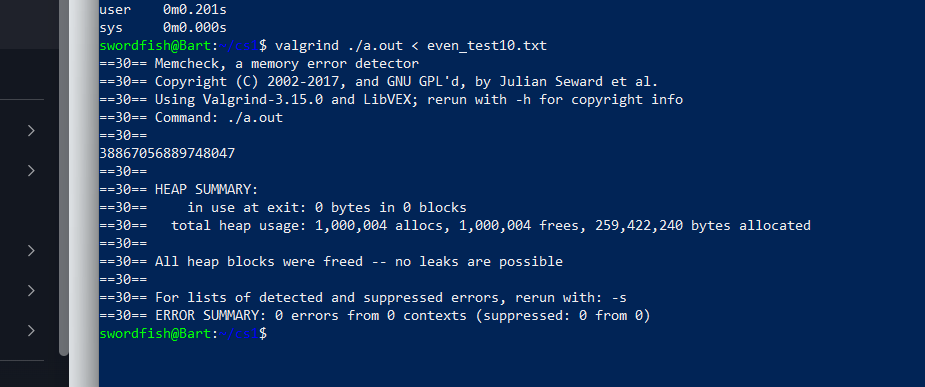 user    0m0.201s
sys     0m0.000s
swordfish@Bart:$ valgrind ./a.out < even_test10.txt
==30== Memcheck, a memory error detector
==30== Copyright (C) 2002-2017, and GNU GPL'd, by Julian Seward et al.
==30== Using Valgrind-3.15.0 and LibVEX; rerun with -h for copyright info
==30== Command: ./a.out
==30==
38867056889748047
==30==
==30== HEAP SUMMARY:
==30==     in use at exit: 0 bytes in 0 blocks
==30==   total heap usage: 1,000,004 allocs, 1,000,004 frees, 259,422,240 bytes allocated
==30==
==30== All heap blocks were freed -- no leaks are possible
==30==
==30== For lists of detected and suppressed errors, rerun with: -s
==30== ERROR SUMMARY: 0 errors from 0 contexts (suppressed: 0 from 0)
swordfish@Bart:$